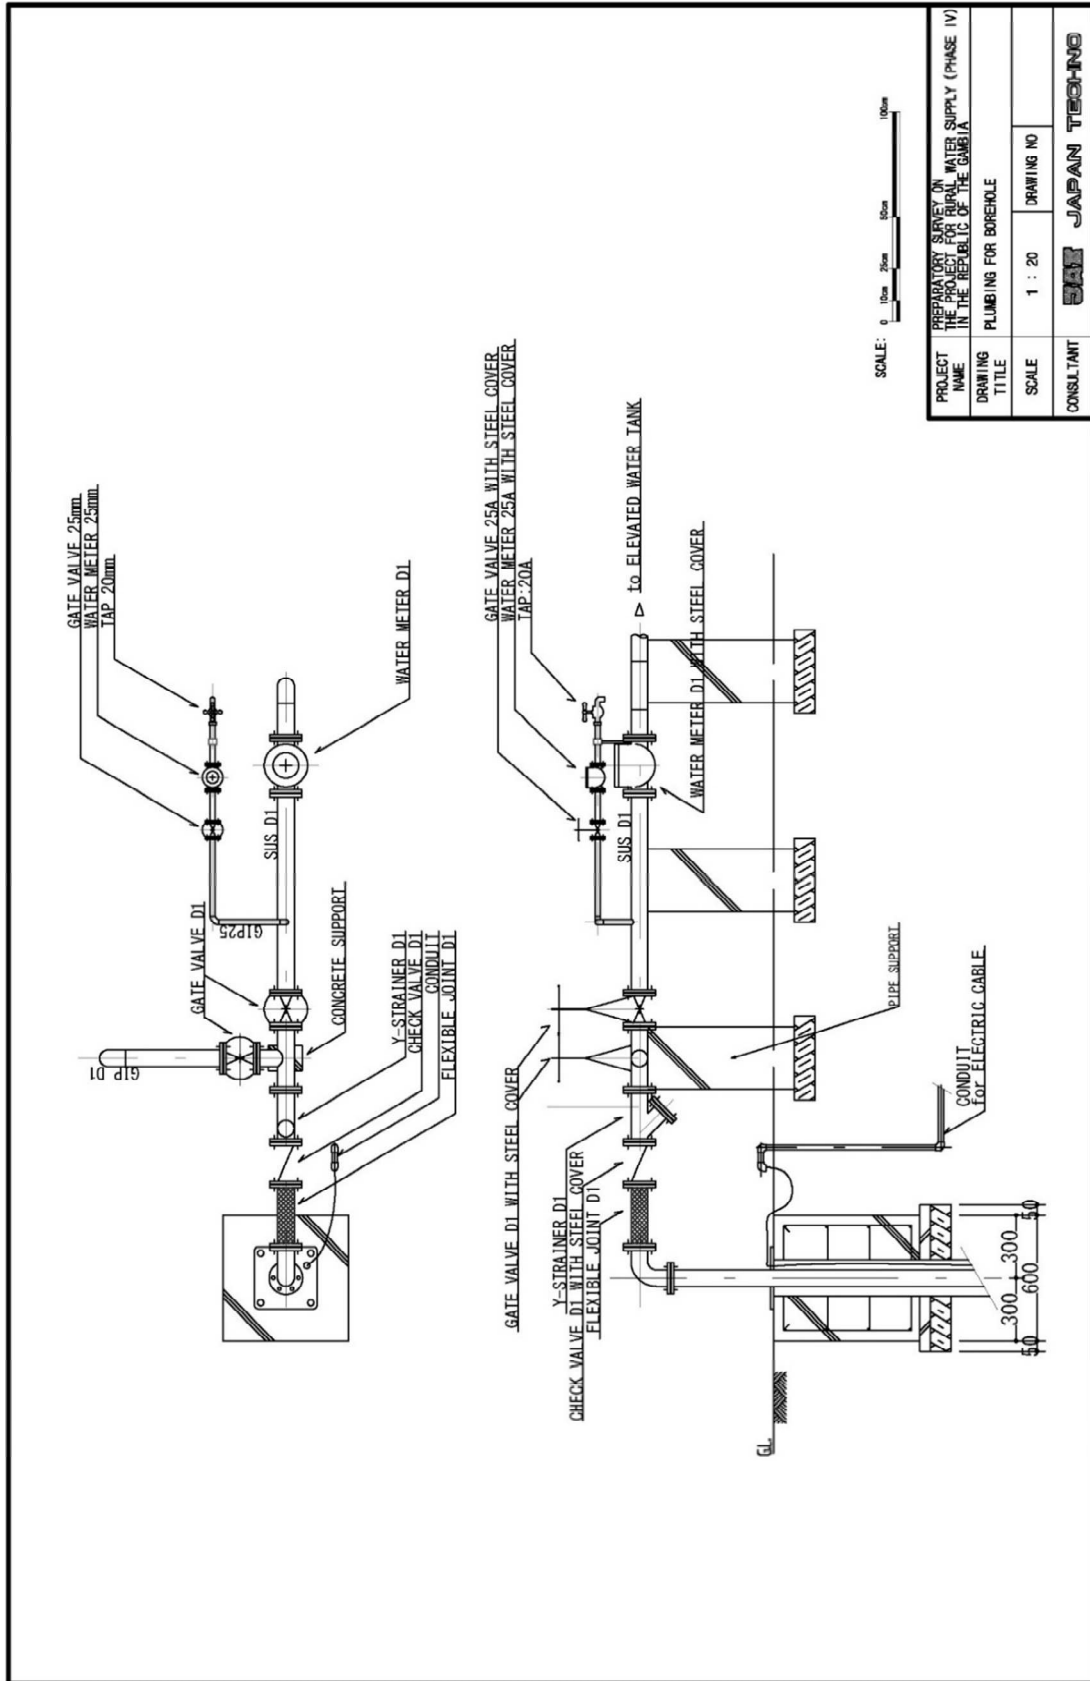 GATE VALVE 25mm
WATER METER 25mm
TAP 20mm
WATER METER D1
GATE VALVE D1
GIP25
SUS D1
GIP D1
CONCRETE SUPPORT
Y-STRAINER D1
CHECK VALVE D1
CONDUIT
FLEXIBLE JOINT D1
GATE VALVE 25A WITH STEEL COVER
WATER METER 25A WITH STEEL COVER
TAP:20A
to ELEVATED WATER TANK
SUS D1
WATER METER D1 WITH STEEL COVER
GATE VALVE D1 WITH STEEL COVER
Y-STRAINER D1
CHECK VALVE D1 WITH STEEL COVER
FLEXIBLE JOINT D1
PIPE SUPPORT
CONDUIT
for ELECTRIC CABLE
GL
50 300 300 50
600
SCALE: 0 10cm 25cm 50cm 100cm
PROJECT NAME
PREPARATORY SURVEY ON
THE PROJECT FOR RURAL WATER SUPPLY (PHASE IV)
IN THE REPUBLIC OF THE GAMBIA
DRAWING TITLE
PLUMBING FOR BOREHOLE
SCALE
1 : 20
DRAWING NO
CONSULTANT
JAPAN TECHNO